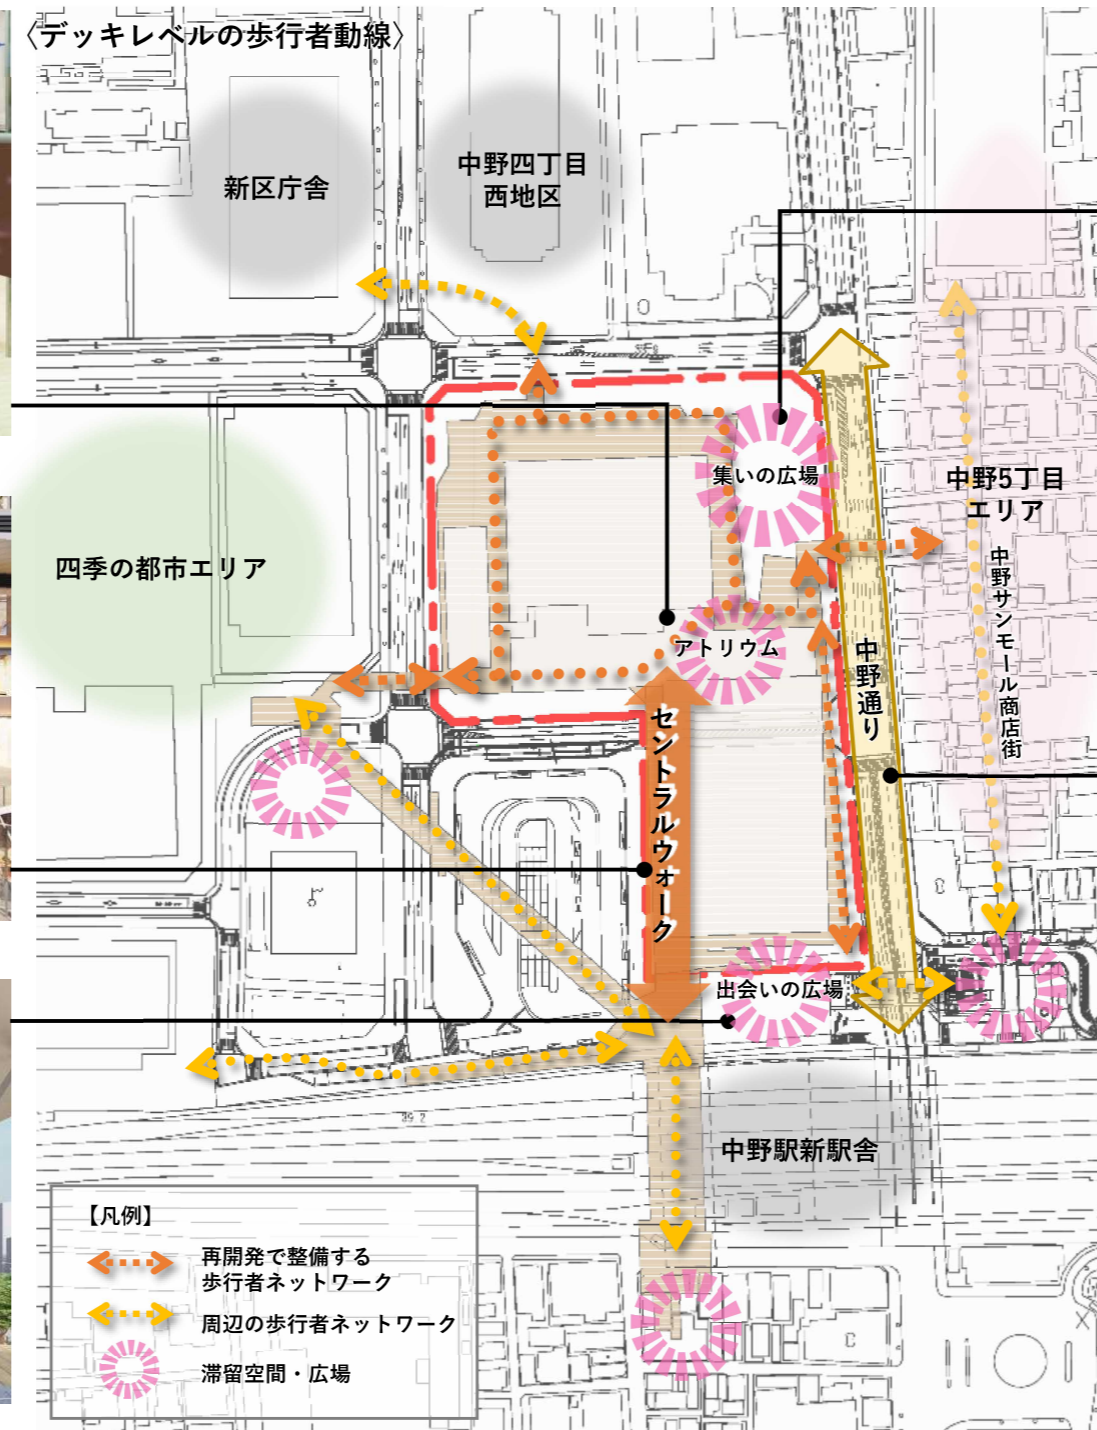 〈デッキレベルの歩行者動線〉
新区庁舎
中野四丁目
西地区
集いの広場
中野5丁目
エリア
四季の都市エリア
中野サンモール商店街
アトリウム
中野通り
セントラルウォーク
出会いの広場
39.2
中野駅新駅舎
【凡例】
再開発で整備する
歩行者ネットワーク
周辺の歩行者ネットワーク
滞留空間・広場